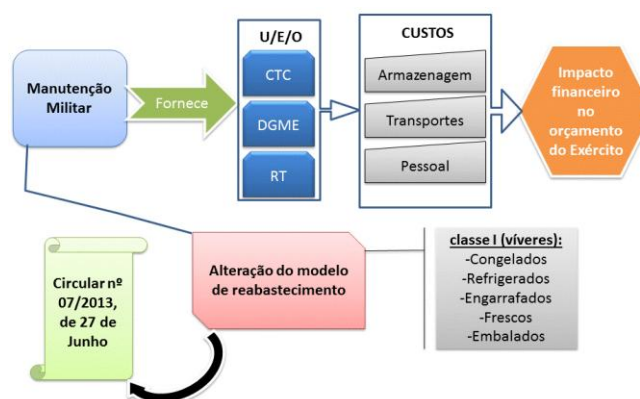 Manutenção
Militar
Fornece
U/E/O
CTC
DGME
RT
CUSTOS
Armazenagem
Transportes
Pessoal
Impacto
financeiro
no
orçamento
do Exército
Circular nº
07/2013,
de 27 de
Junho
Alteração do modelo
de reabastecimento
classe I (víveres):
-Congelados
-Refrigerados
-Engarrafados
-Frescos
-Embalados